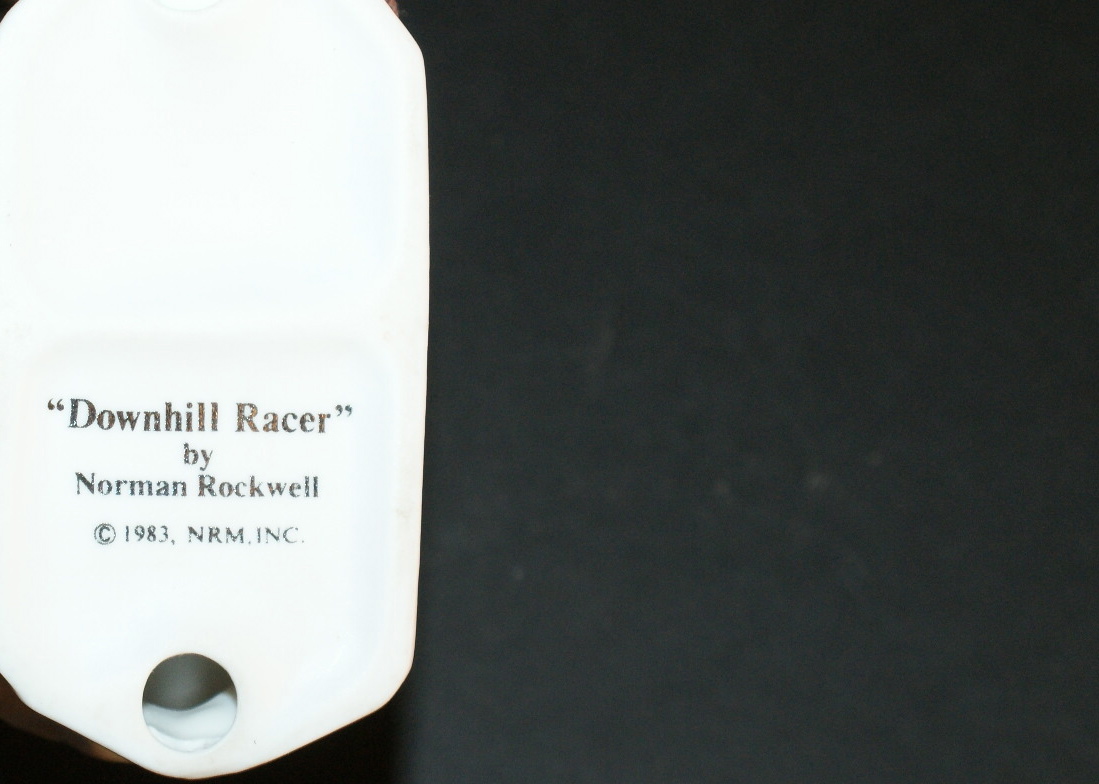 “Downhill Racer”
by
Norman Rockwell
© 1983, NRM,INC.